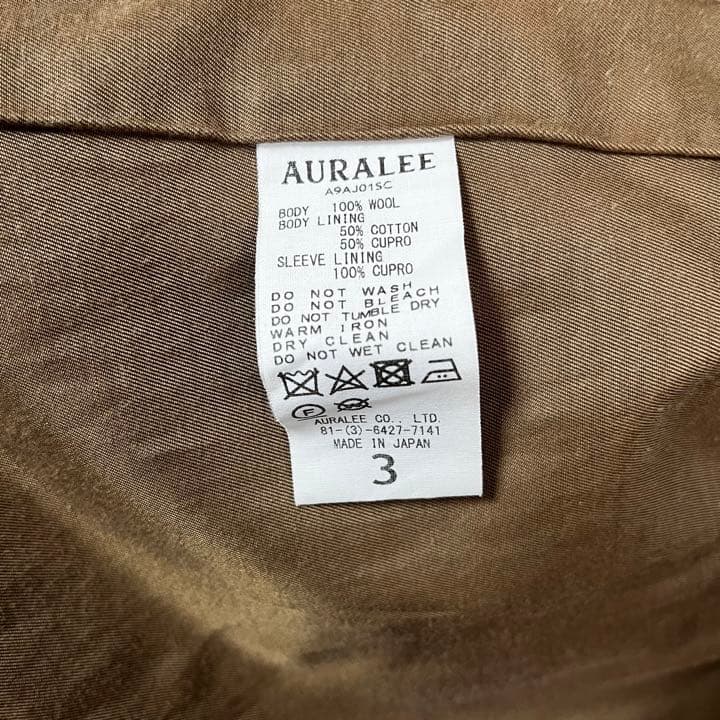 AURALEE
A9AJ01SC
BODY 100% WOOL
BODY LINING
50% COTTON
50% CUPRO
SLEEVE LINING
100% CUPRO
DO NOT WASH
DO NOT BLEACH
DO NOT TUMBLE DRY
WARM IRON
DRY CLEAN
DO NOT WET CLEAN
F
AURALEE CO., LTD.
81-(3)-6427-7141
MADE IN JAPAN
3